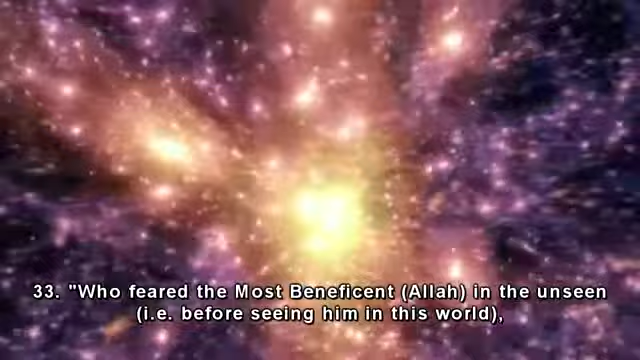 33. "Who feared the Most Beneficent (Allah) in the unseen
(i.e. before seeing him in this world),